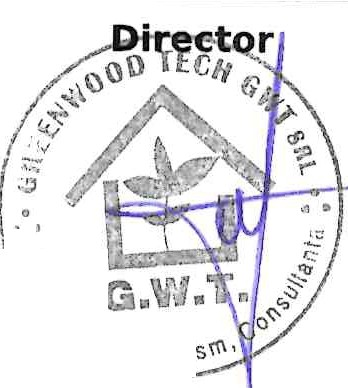 Director
GREENWOOD TECH GWT SRL
G.W.T.
sm, Consultanta